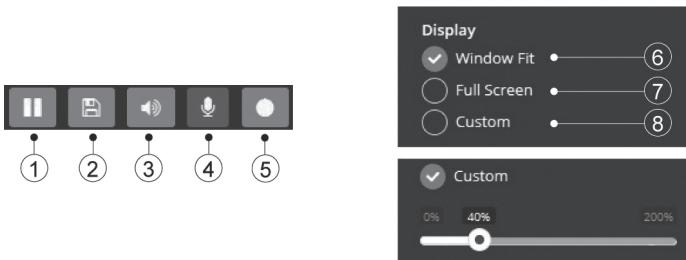 1 2 3 4 5
Display
Window Fit 6
Full Screen 7
Custom 8
Custom
0% 40% 200%